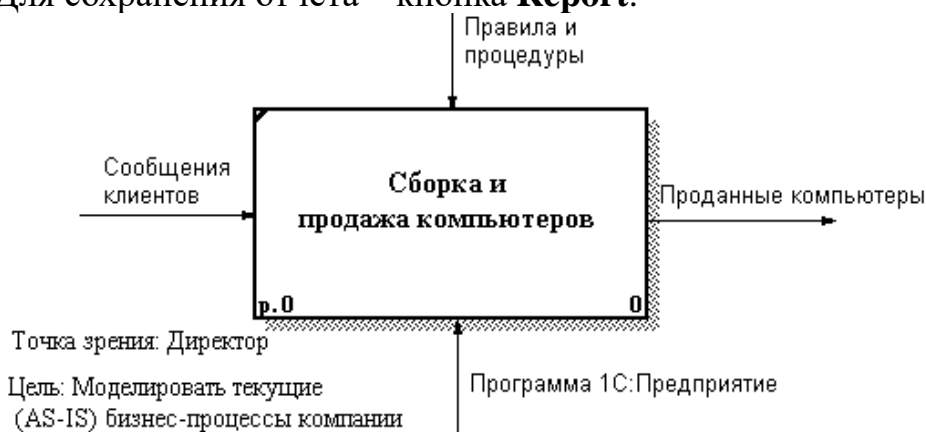 Для сохранения отчета – кнопка Report.
Правила и
процедуры
Сообщения
клиентов
Сборка и
продажа компьютеров
Проданные компьютеры
р.0
0
Точка зрения: Директор
Цель: Моделировать текущие
(AS-IS) бизнес-процессы компании
Программа 1С:Предприятие